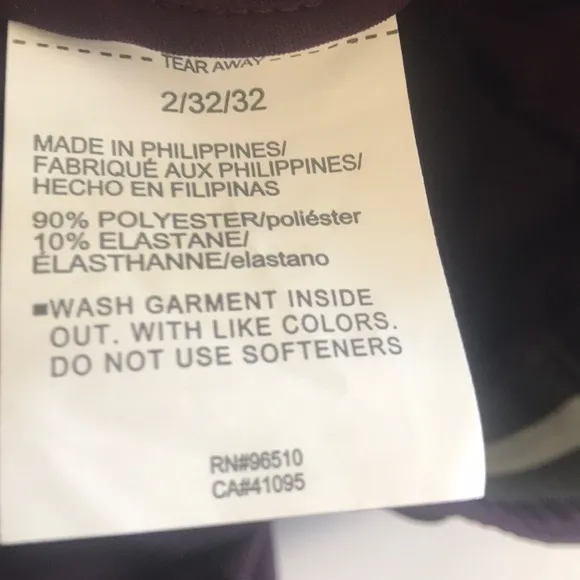 TEAR AWAY
2/32/32
MADE IN PHILIPPINES/
FABRIQUÉ AUX PHILIPPINES/
HECHO EN FILIPINAS
90% POLYESTER/poliéster
10% ELASTANE/
ÉLASTHANNE/elastano
■WASH GARMENT INSIDE
OUT. WITH LIKE COLORS.
DO NOT USE SOFTENERS
RN#96510
CA#41095